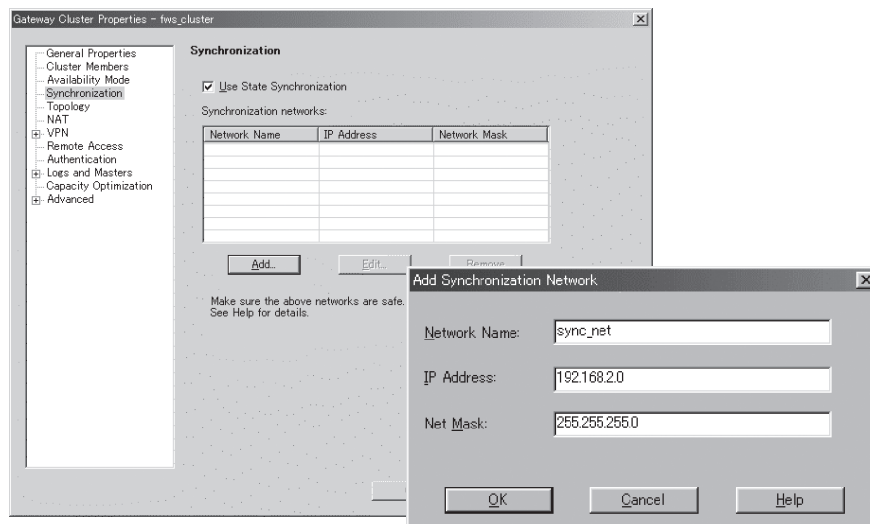 Gateway Cluster Properties - fws_cluster
General Properties
Cluster Members
Availability Mode
Synchronization
Topology
NAT
VPN
Remote Access
Authentication
Logs and Masters
Capacity Optimization
Advanced
Synchronization
Use State Synchronization
Synchronization networks:
Network Name IP Address Network Mask
Add... Edit... Remove
Make sure the above networks are safe.
See Help for details.
Add Synchronization Network
Network Name: sync_net
IP Address: 192.168.2.0
Net Mask: 255.255.255.0
OK Cancel Help